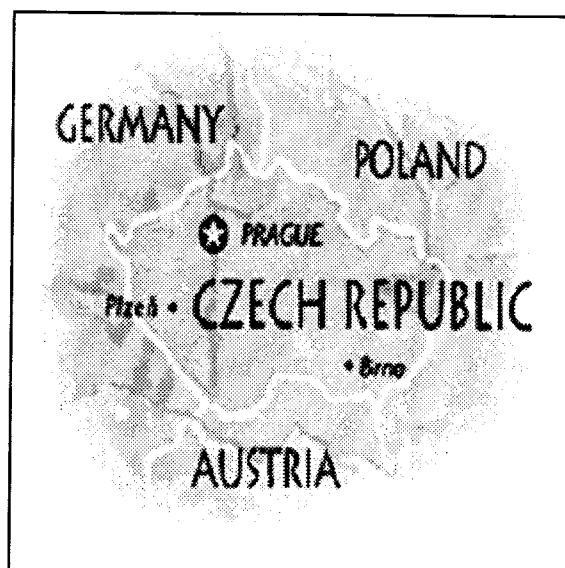 GERMANY
POLAND
PRAGUE
Plzeň
CZECH REPUBLIC
Brno
AUSTRIA